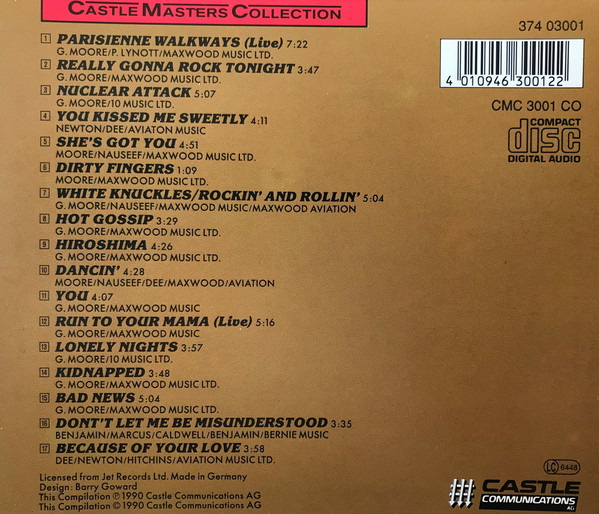 CASTLE MASTERS COLLECTION
374 03001
1 PARISIENNE WALKWAYS (Live) 7:22
G. MOORE/P. LYNOTT/MAXWOOD MUSIC LTD.
2 REALLY GONNA ROCK TONIGHT 3:47
G. MOORE/MAXWOOD MUSIC LTD.
3 NUCLEAR ATTACK 5:07
G. MOORE/10 MUSIC LTD.
4 YOU KISSED ME SWEETLY 4:11
NEWTON/DEE/AVIATON MUSIC
5 SHE'S GOT YOU 4:51
MOORE/NAUSEEF/MAXWOOD MUSIC LTD.
6 DIRTY FINGERS 1:09
MOORE/MAXWOOD MUSIC LTD.
7 WHITE KNUCKLES/ROCKIN' AND ROLLIN' 5:04
G. MOORE/NAUSEEF/MAXWOOD MUSIC/MAXWOOD AVIATION
8 HOT GOSSIP 3:29
G. MOORE/MAXWOOD MUSIC LTD.
9 HIROSHIMA 4:26
G. MOORE/MAXWOOD MUSIC LTD.
10 DANCIN' 4:28
MOORE/NAUSEEF/DEE/MAXWOOD/AVIATION
11 YOU 4:07
G. MOORE/MAXWOOD MUSIC
12 RUN TO YOUR MAMA (Live) 5:16
G. MOORE/MAXWOOD MUSIC LTD.
13 LONELY NIGHTS 3:57
G. MOORE/10 MUSIC LTD.
14 KIDNAPPED 3:48
G. MOORE/MAXWOOD MUSIC LTD.
15 BAD NEWS 5:04
G. MOORE/MAXWOOD MUSIC LTD.
16 DONT'T LET ME BE MISUNDERSTOOD 3:35
BENJAMIN/MARCUS/CALDWELL/BENJAMIN/BERNIE MUSIC
17 BECAUSE OF YOUR LOVE 3:58
DEE/NEWTON/HITCHINS/AVIATION MUSIC LTD.
Licensed from Jet Records Ltd. Made in Germany
Design: Barry Goward
This Compilation ℗ 1990 Castle Communications AG
This Compilation © 1990 Castle Communications AG
4 010946 300122
CMC 3001 CO
COMPACT
disc
DIGITAL AUDIO
LC 6448
CASTLE
COMMUNICATIONS
AG